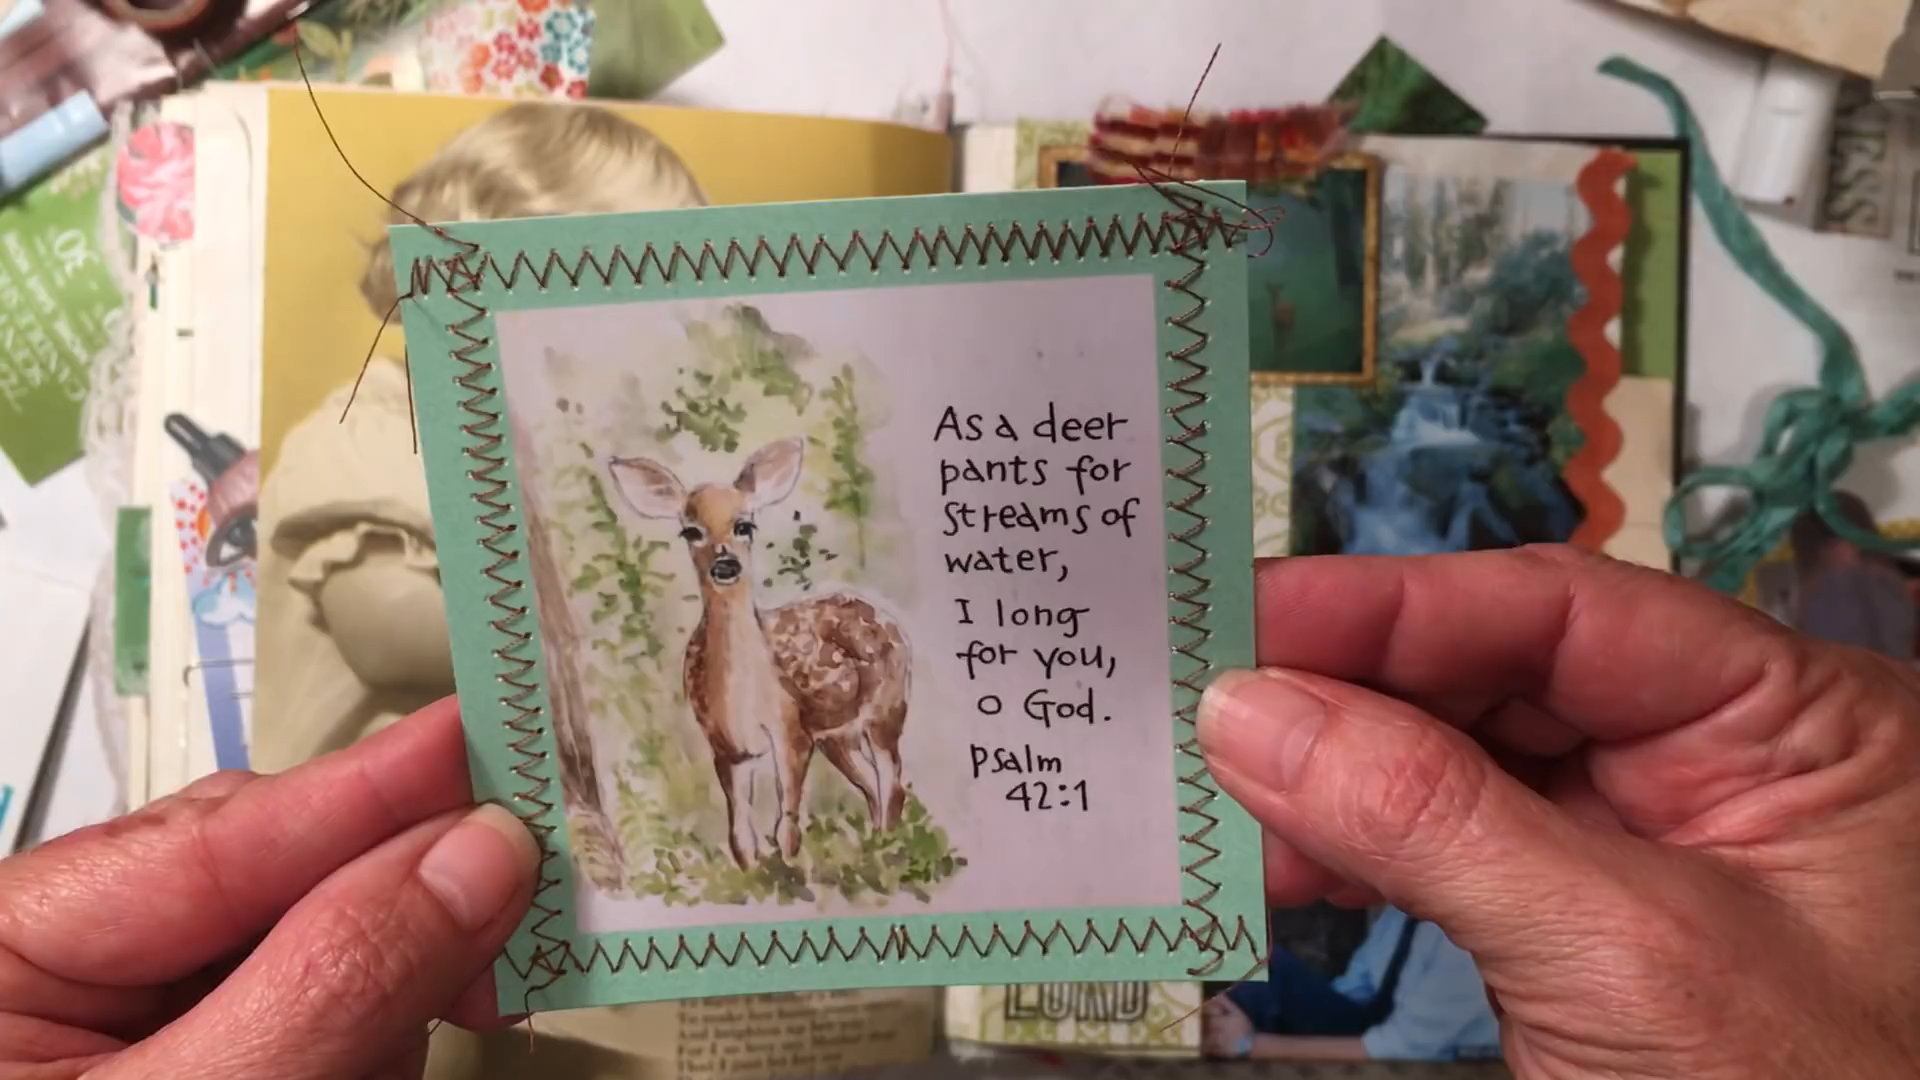 As a deer
pants for
streams of
water,
I long
for you,
o God.
Psalm
42:1
LORD